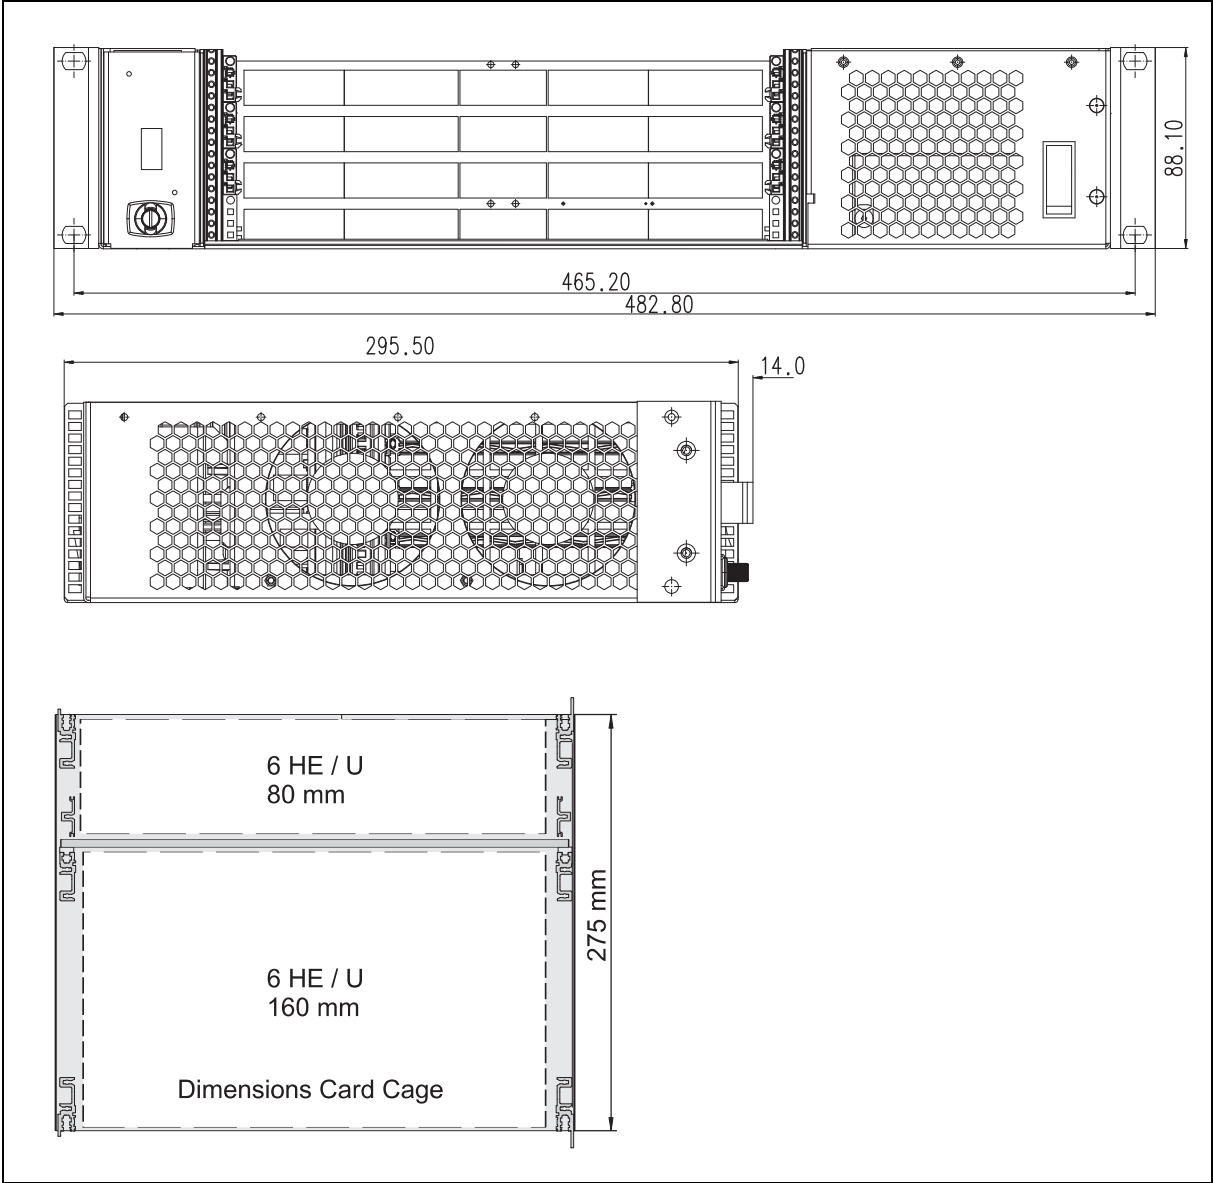 88.10
465.20
482.80
295.50
14.0
6 HE / U
80 mm
275 mm
6 HE / U
160 mm
Dimensions Card Cage